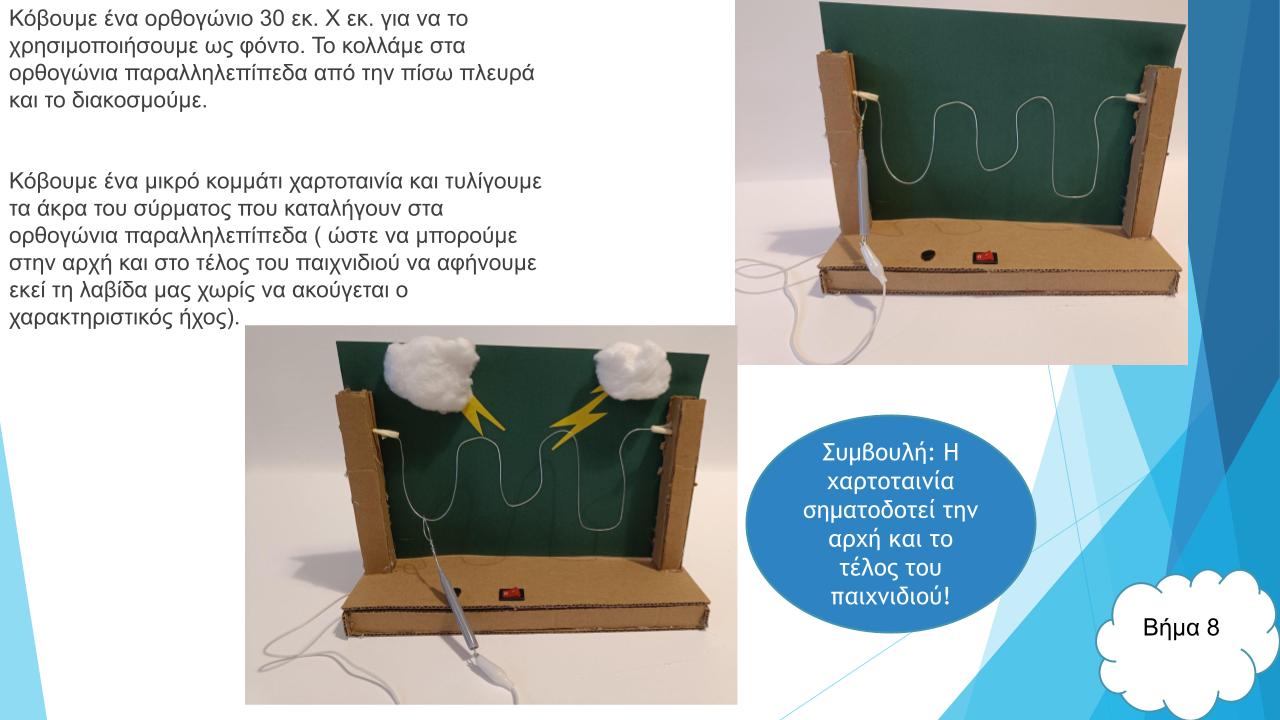 Κόβουμε ένα ορθογώνιο 30 εκ. Χ εκ. για να το
χρησιμοποιήσουμε ως φόντο. Το κολλάμε στα
ορθογώνια παραλληλεπίπεδα από την πίσω πλευρά
και το διακοσμούμε.
Κόβουμε ένα μικρό κομμάτι χαρτοταινία και τυλίγουμε
τα άκρα του σύρματος που καταλήγουν στα
ορθογώνια παραλληλεπίπεδα ( ώστε να μπορούμε
στην αρχή και στο τέλος του παιχνιδιού να αφήνουμε
εκεί τη λαβίδα μας χωρίς να ακούγεται ο
χαρακτηριστικός ήχος).
Συμβουλή: Η
χαρτοταινία
σηματοδοτεί την
αρχή και το
τέλος του
παιχνιδιού!
Βήμα 8